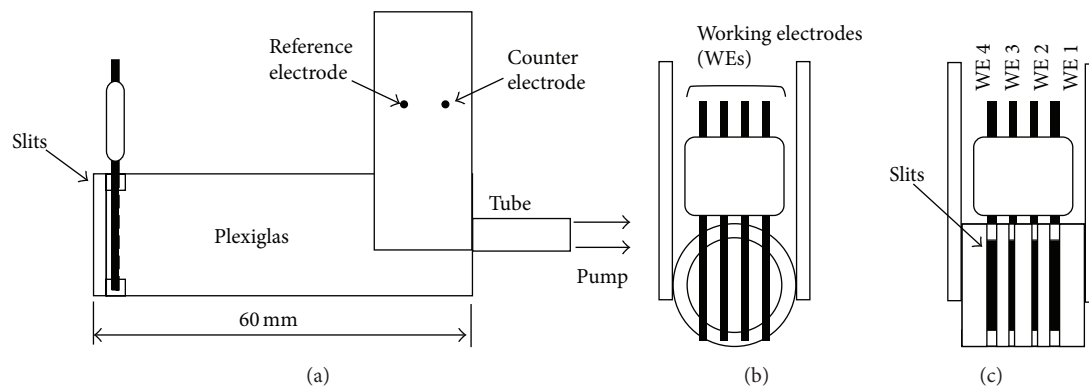 Reference
electrode
Counter
electrode
Slits
Plexiglas
Tube
Pump
60 mm
(a)
Working electrodes
(WEs)
(b)
WE 4
WE 3
WE 2
WE 1
Slits
(c)